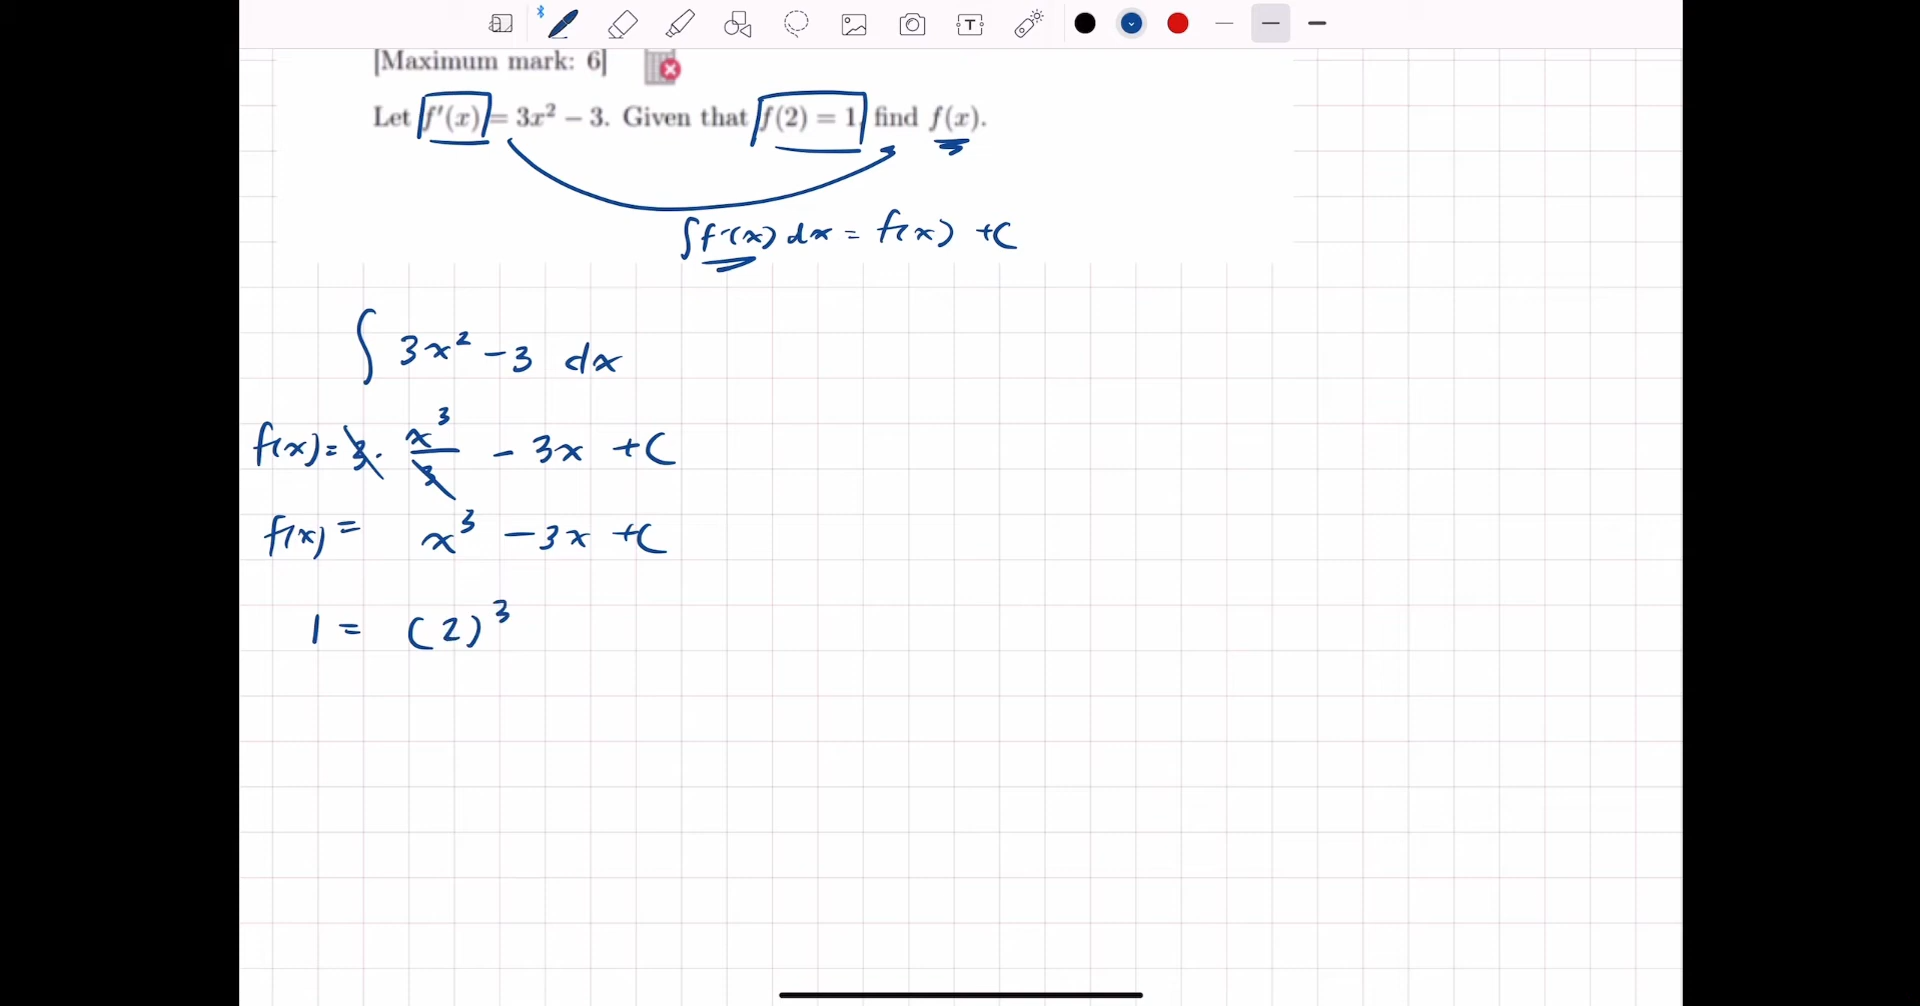 [Maximum mark: 6]
Let f'(x) = 3x² − 3. Given that f(2) = 1, find f(x).
∫f'(x) dx = f(x) +C
∫ 3x² − 3 dx
f(x) = 3 · x³/3 − 3x + C
f(x) = x³ − 3x + C
1 = (2)³